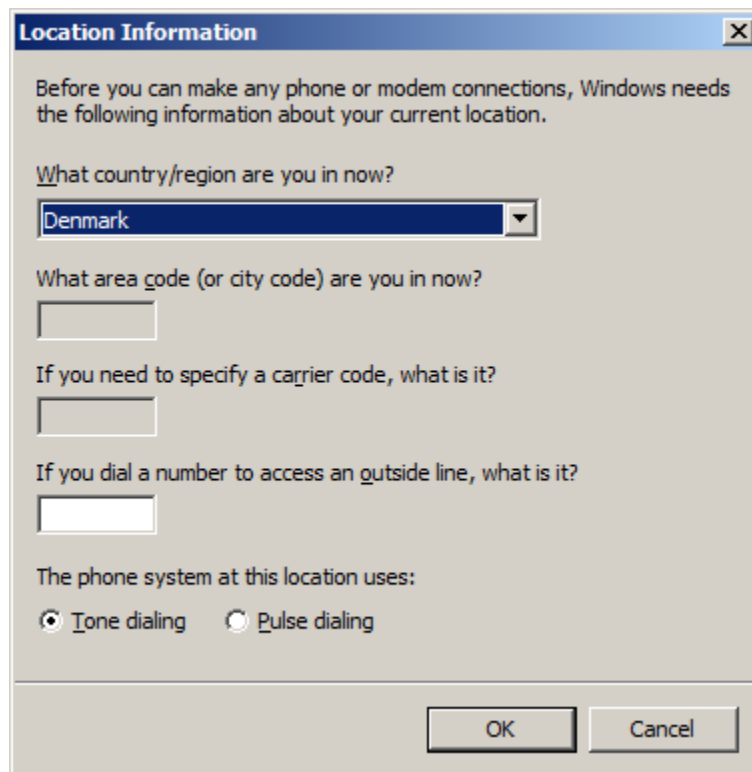 Location Information
Before you can make any phone or modem connections, Windows needs
the following information about your current location.
What country/region are you in now?
Denmark
What area code (or city code) are you in now?
If you need to specify a carrier code, what is it?
If you dial a number to access an outside line, what is it?
The phone system at this location uses:
Tone dialing Pulse dialing
OK Cancel